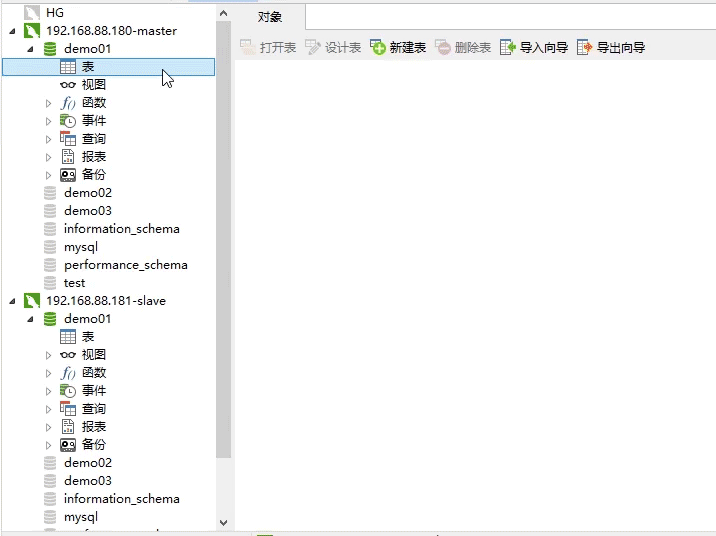 HG
192.168.88.180-master
demo01
表
视图
函数
事件
查询
报表
备份
demo02
demo03
information_schema
mysql
performance_schema
test
192.168.88.181-slave
demo01
表
视图
函数
事件
查询
报表
备份
demo02
demo03
information_schema
mysql
对象
打开表 设计表 新建表 删除表 导入向导 导出向导